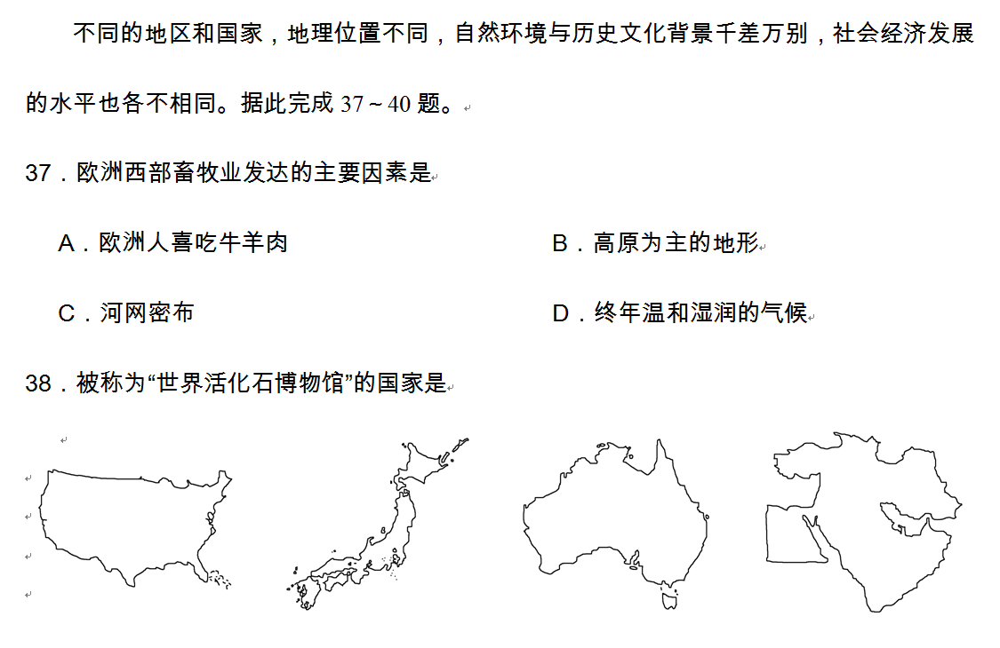 不同的地区和国家，地理位置不同，自然环境与历史文化背景千差万别，社会经济发展
的水平也各不相同。据此完成 37～40 题。
37．欧洲西部畜牧业发达的主要因素是
A．欧洲人喜吃牛羊肉 B．高原为主的地形
C．河网密布 D．终年温和湿润的气候
38．被称为“世界活化石博物馆”的国家是